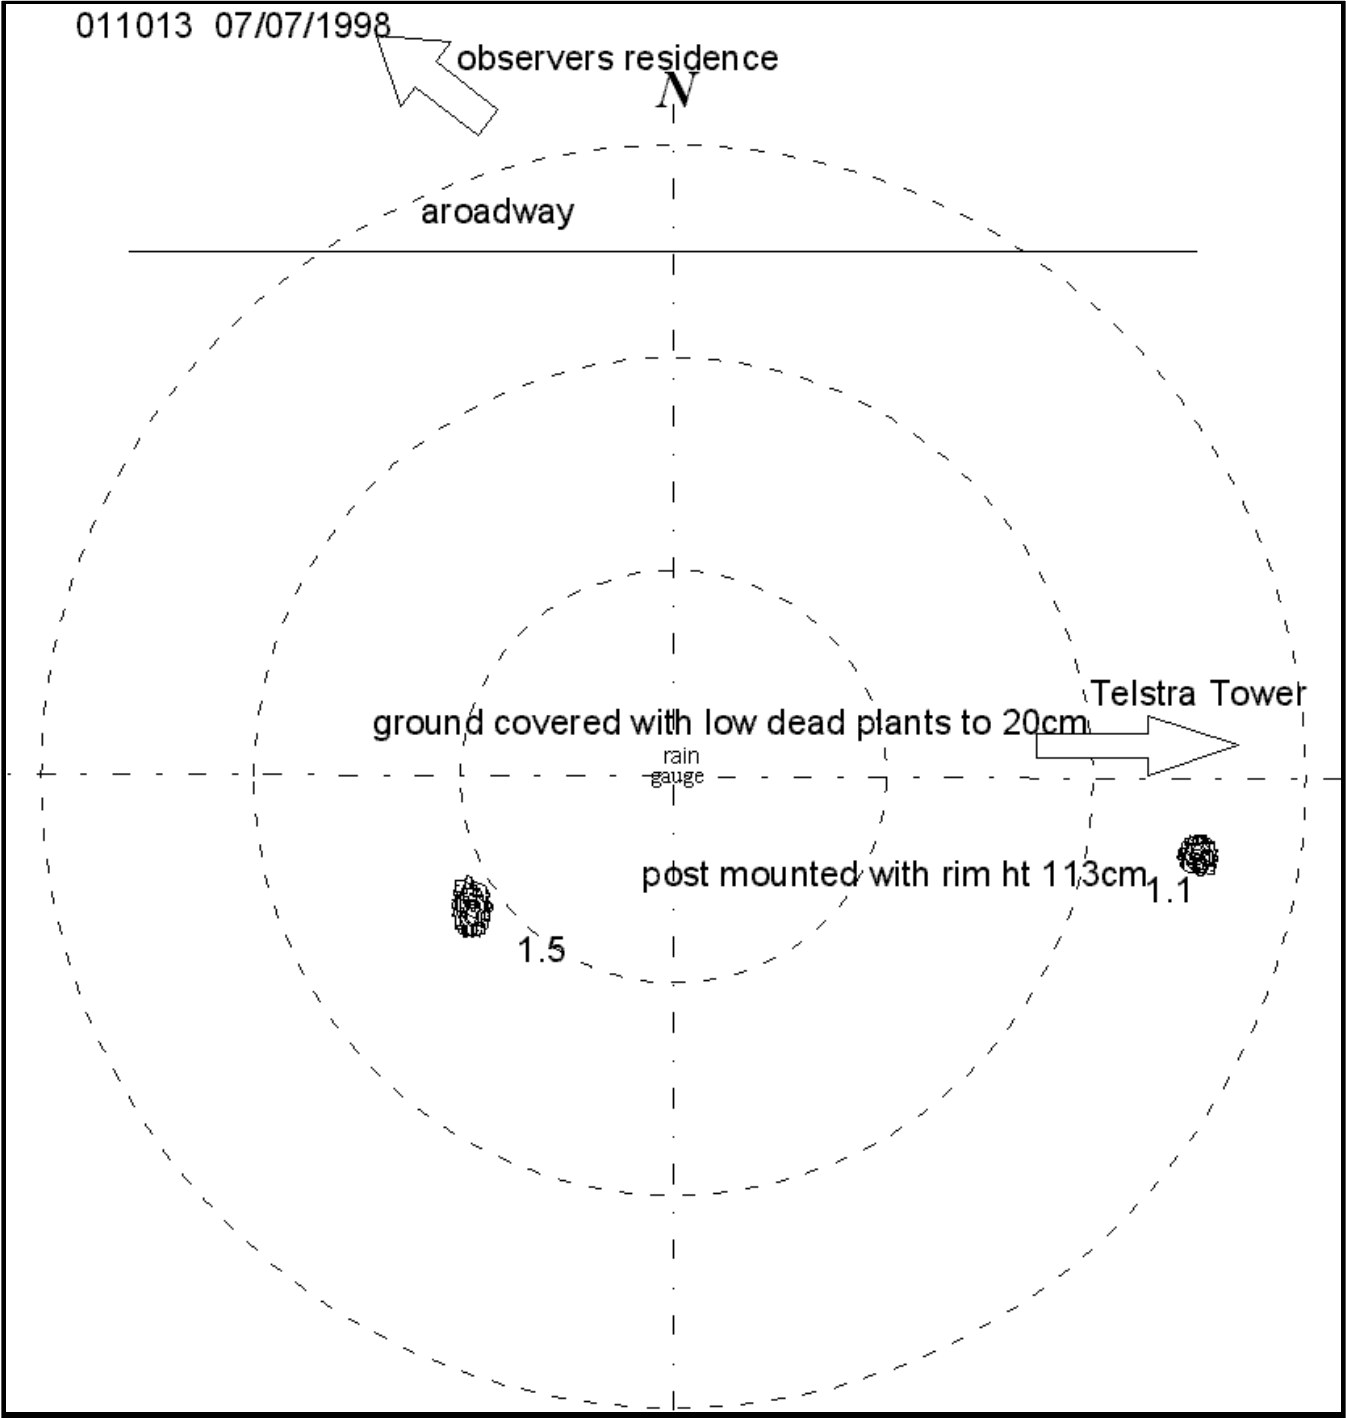 011013  07/07/1998
observers residence
N
aroadway
Telstra Tower
ground covered with low dead plants to 20cm
rain
gauge
post mounted with rim ht 113cm
1.1
1.5